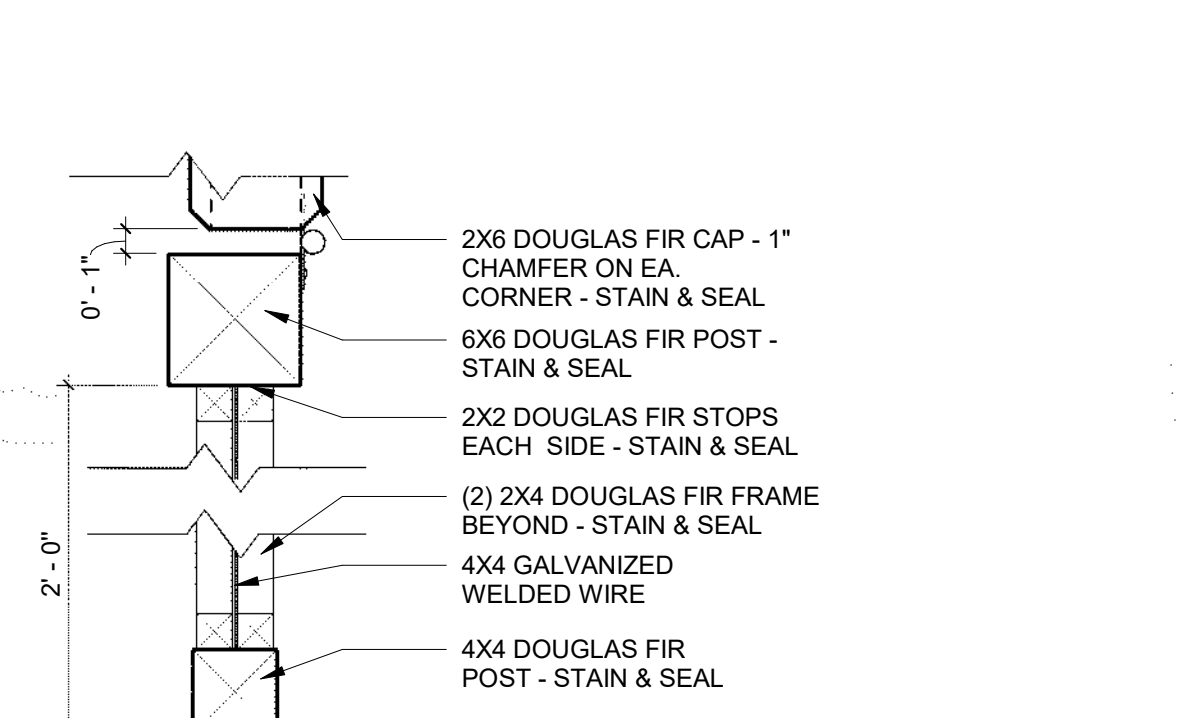 2X6 DOUGLAS FIR CAP - 1"
CHAMFER ON EA.
CORNER - STAIN & SEAL
0' - 1"
6X6 DOUGLAS FIR POST -
STAIN & SEAL
2X2 DOUGLAS FIR STOPS
EACH  SIDE - STAIN & SEAL
(2) 2X4 DOUGLAS FIR FRAME
BEYOND - STAIN & SEAL
2' - 0"
4X4 GALVANIZED
WELDED WIRE
4X4 DOUGLAS FIR
POST - STAIN & SEAL